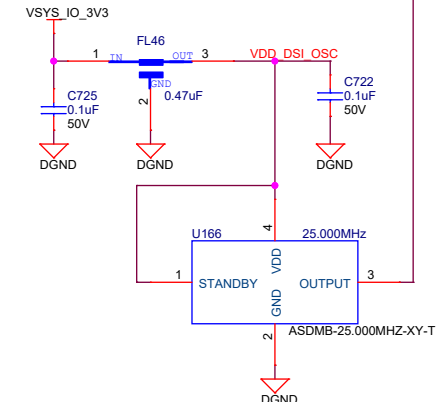 VSYS_IO_3V3
FL46
1
IN
OUT
3
VDD_DSI_OSC
GND
2
0.47uF
C725
0.1uF
50V
C722
0.1uF
50V
DGND
DGND
DGND
U166
4
25.000MHz
VDD
1
STANDBY
OUTPUT
3
GND
2
ASDMB-25.000MHZ-XY-T
DGND